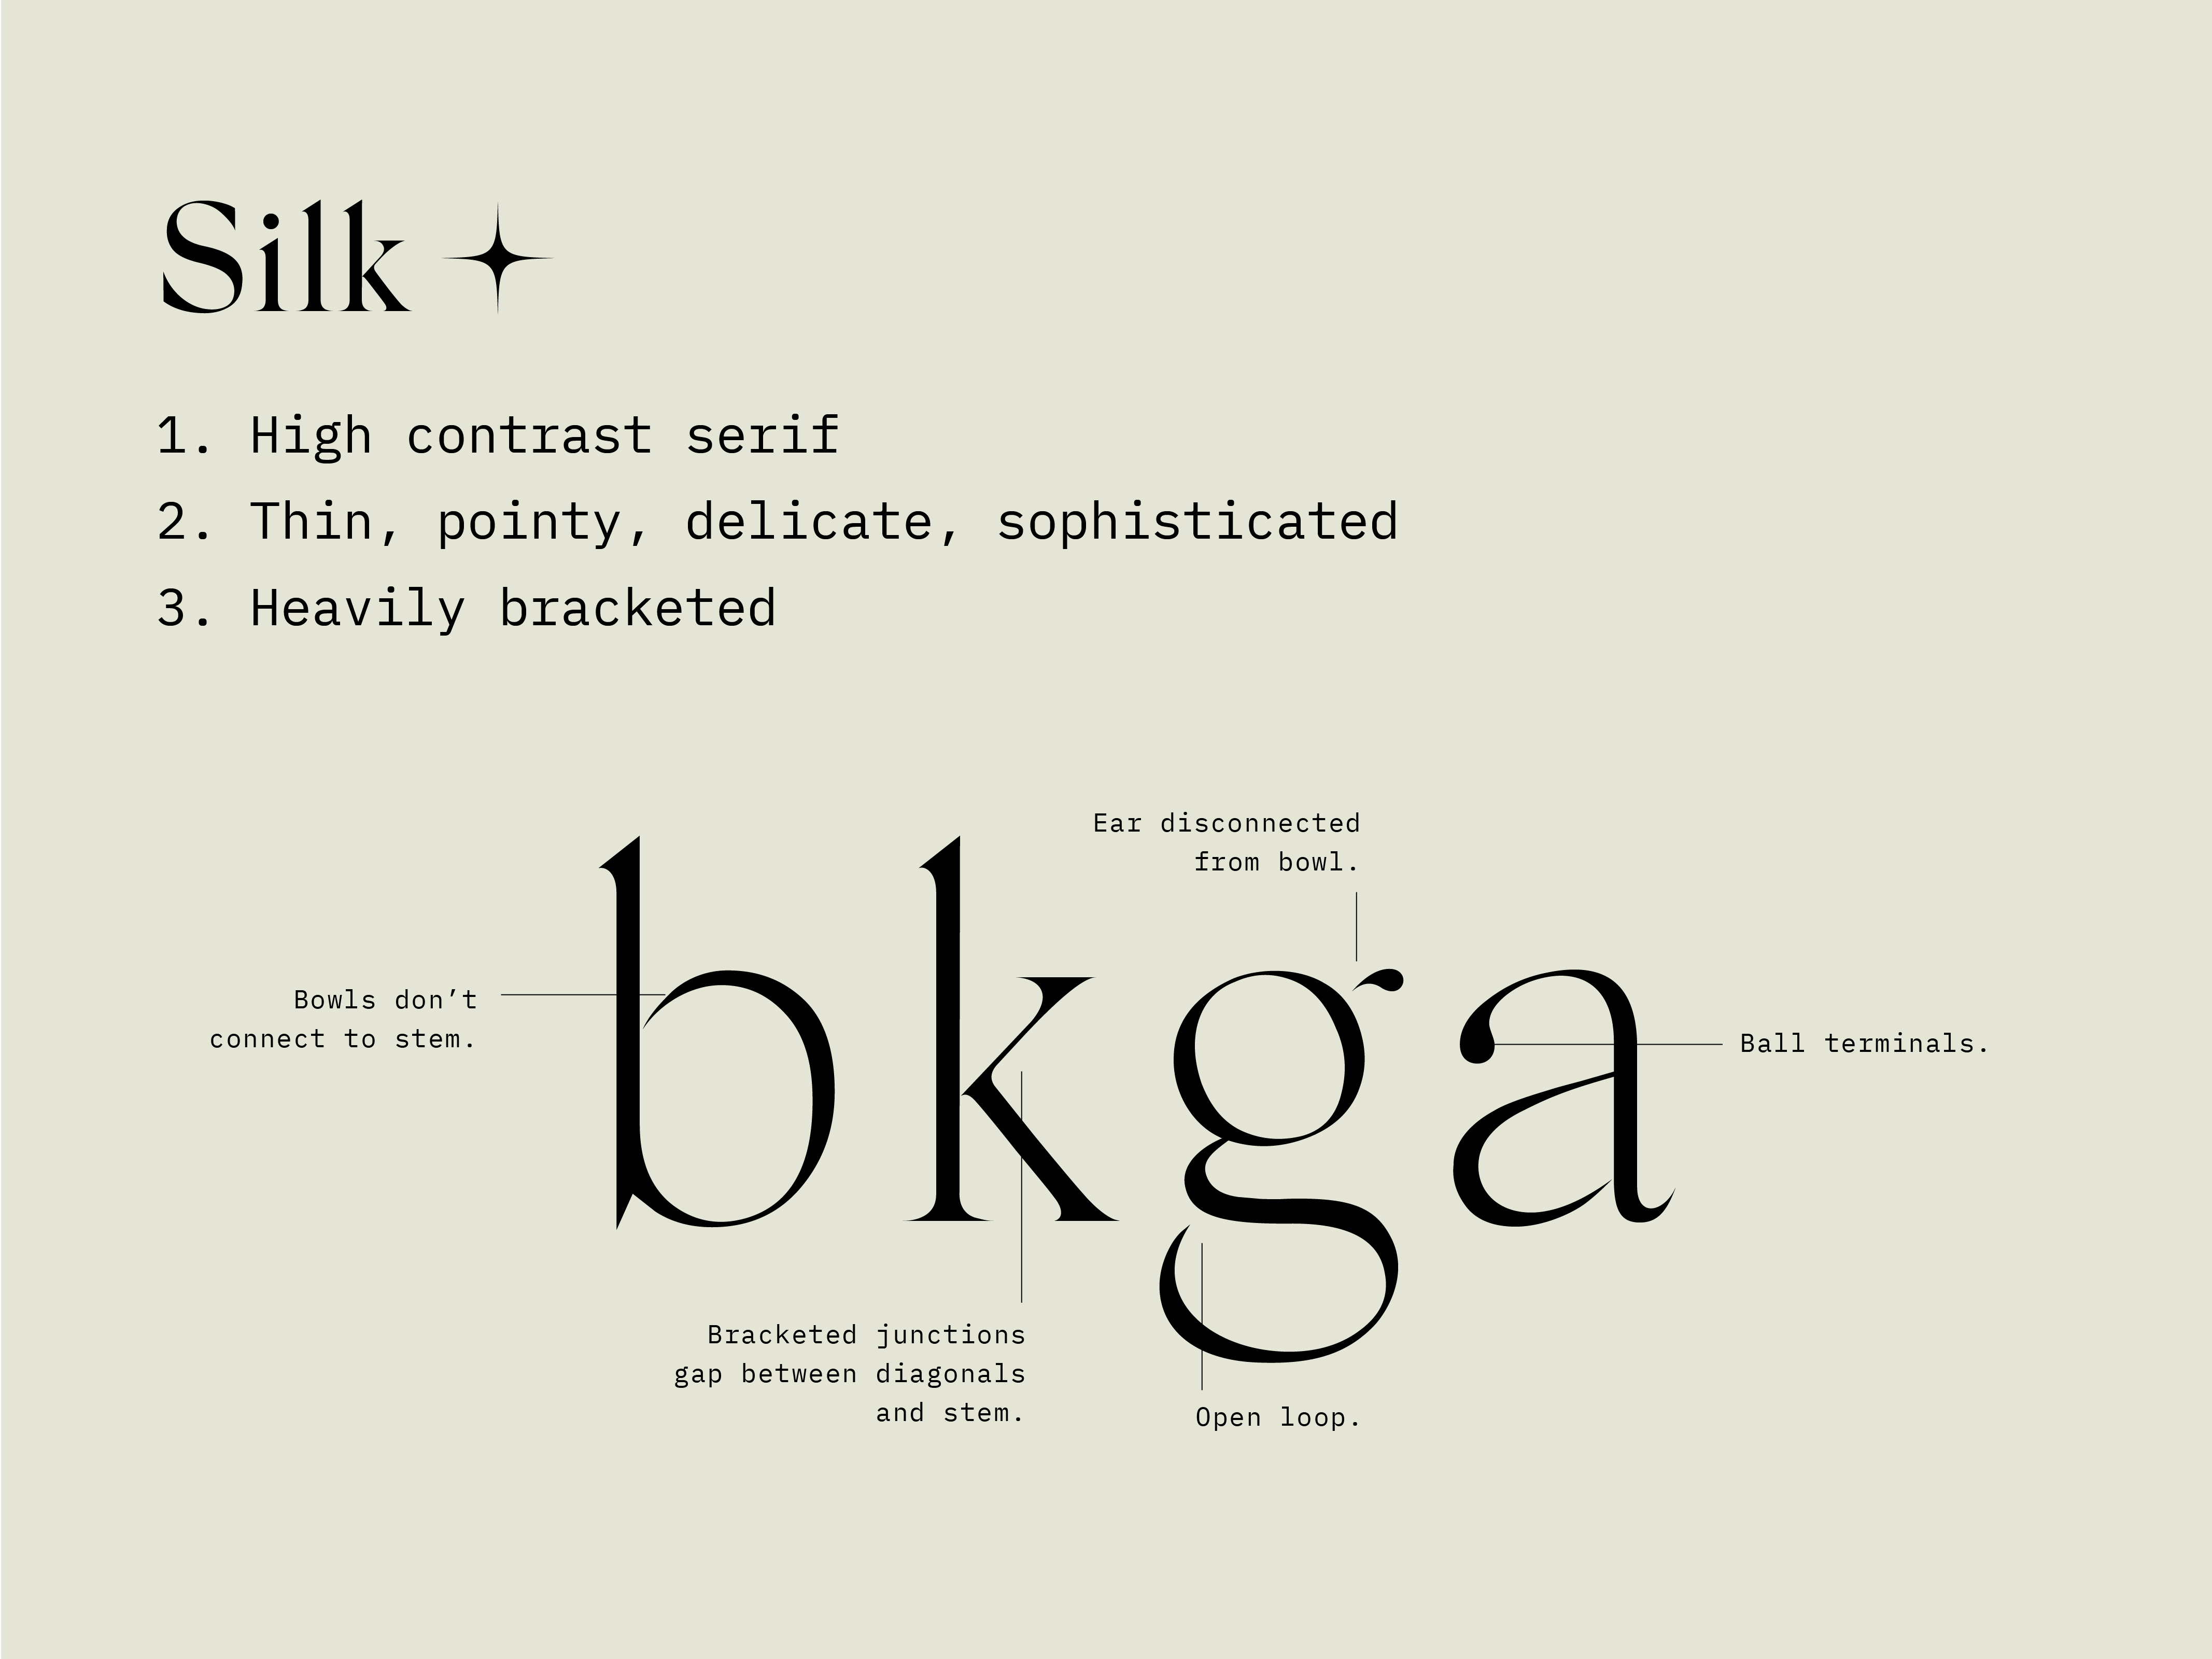 Silk
1. High contrast serif
2. Thin, pointy, delicate, sophisticated
3. Heavily bracketed
Ear disconnected
from bowl.
b k g a
Bowls don’t
connect to stem.
Ball terminals.
Bracketed junctions
gap between diagonals
and stem.
Open loop.